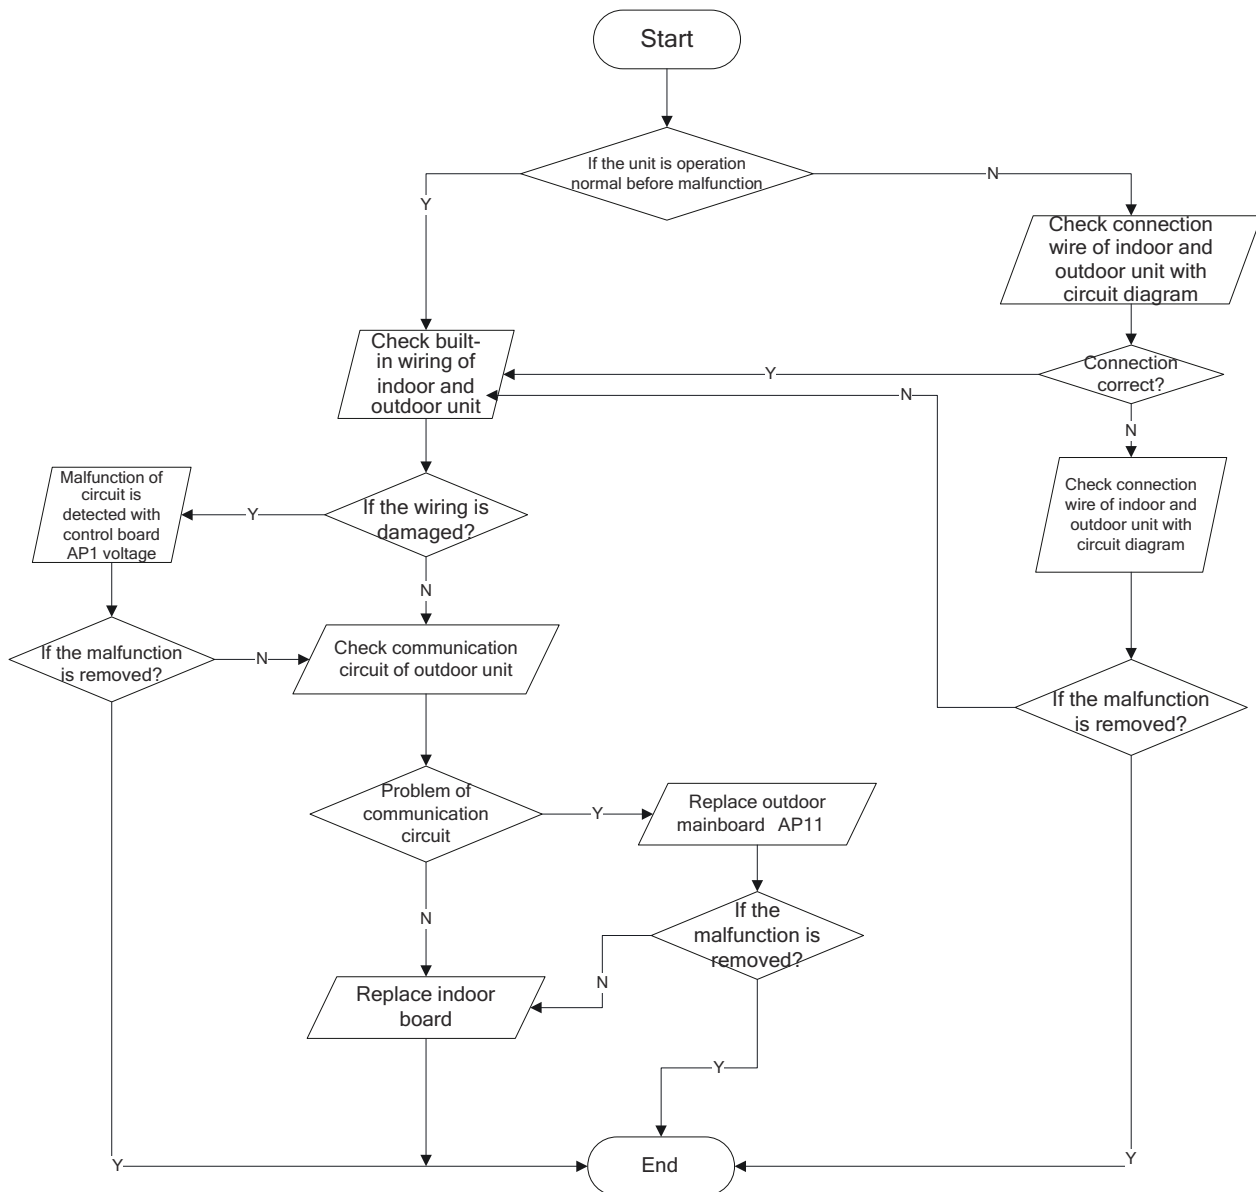 Start
If the unit is operation
normal before malfunction
N
Y
Check connection
wire of indoor and
outdoor unit with
circuit diagram
Check built-
in wiring of
indoor and
outdoor unit
Y
Connection
correct?
N
N
Malfunction of
circuit is
detected with
control board
AP1 voltage
Y
If the wiring is
damaged?
Check connection
wire of indoor and
outdoor unit with
circuit diagram
N
If the malfunction
is removed?
N
Check communication
circuit of outdoor unit
If the malfunction
is removed?
Problem of
communication
circuit
Y
Replace outdoor
mainboard AP11
N
If the
malfunction is
removed?
N
Replace indoor
board
Y
Y
End
Y